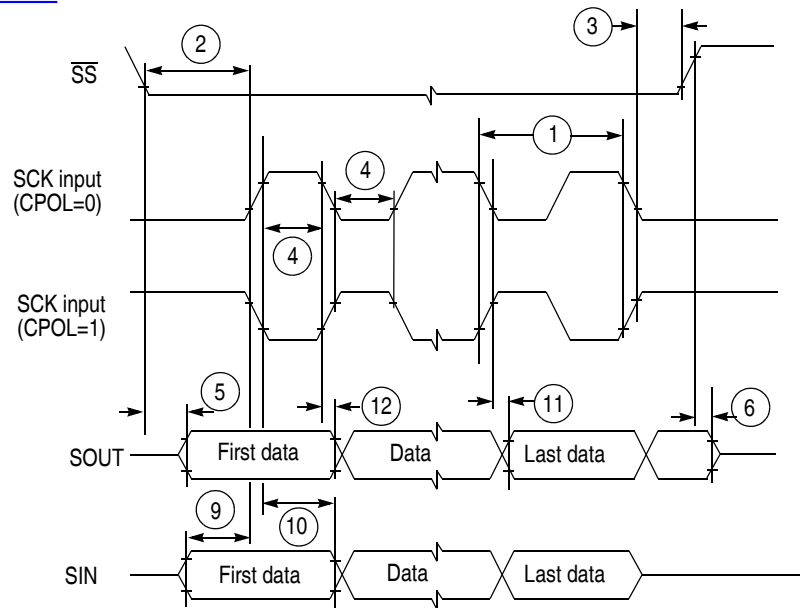 2
3
SS
1
SCK input
(CPOL=0)
4
4
SCK input
(CPOL=1)
5
12
11
6
SOUT
First data
Data
Last data
9
10
SIN
First data
Data
Last data